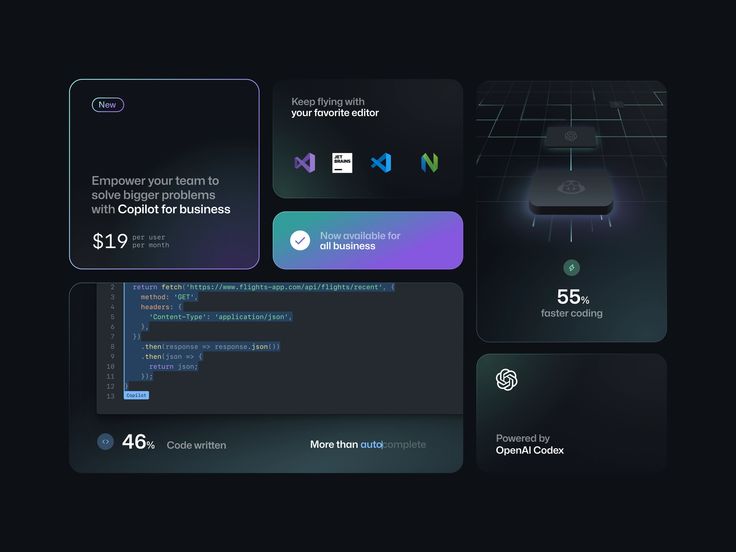 New
Empower your team to
solve bigger problems
with Copilot for business
$19 per user
per month
Keep flying with
your favorite editor
JET
BRAINS
Now available for
all business
55%
faster coding
2 return fetch('https://www.flights-app.com/api/flights/recent', {
3 method: 'GET',
4 headers: {
5 'Content-Type': 'application/json',
6 },
7 })
8 .then(response => response.json())
9 .then(json => {
10 return json;
11 });
12 }
Copilot
13
46% Code written
More than autocomplete
Powered by
OpenAI Codex